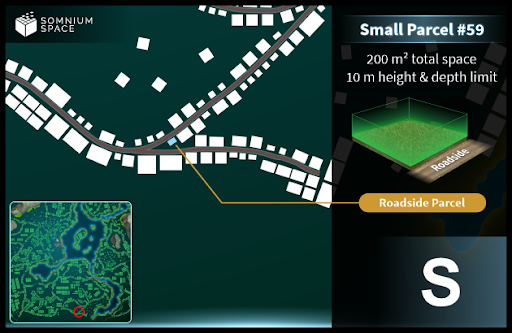 SOMNIUM
SPACE
Small Parcel #59
200 m² total space
10 m height & depth limit
Roadside
Roadside Parcel
S